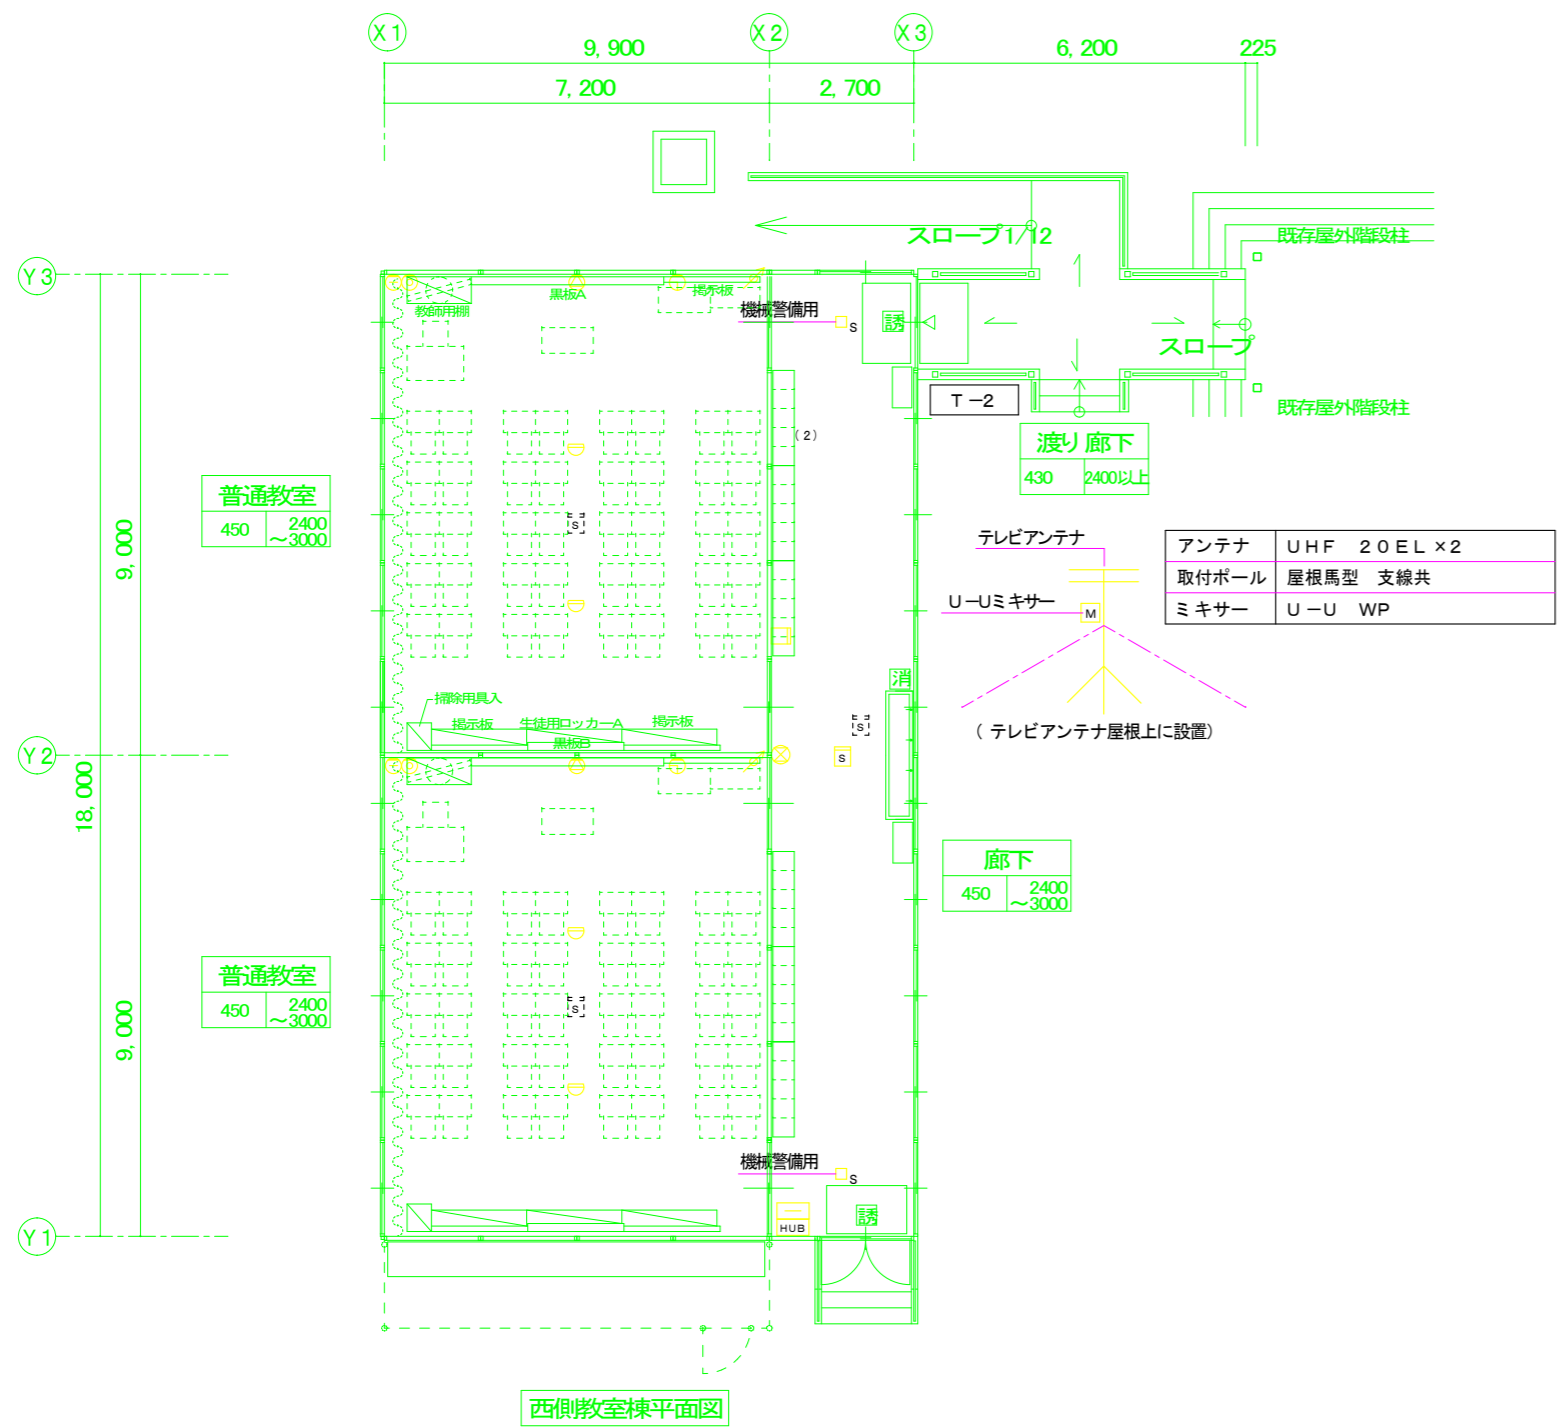 X1
X2
X3
9,900
6,200
225
7,200
2,700
スロープ1/12
既存屋外階段柱
Y3
黒板A
掲示板
教師用棚
機械警備用
S
誘
スロープ
T-2
既存屋外階段柱
(2)
渡り廊下
430
2400以上
普通教室
450
2400
～3000
9,000
S
テレビアンテナ
アンテナ UHF 20EL×2
取付ポール 屋根馬型 支線共
ミキサー U-U WP
U-Uミキサー
M
消
掃除用具入
掲示板
生徒用ロッカーA
掲示板
黒板B
S
(テレビアンテナ屋根上に設置)
Y2
S
18,000
廊下
450
2400
～3000
普通教室
450
2400
～3000
9,000
S
機械警備用
S
誘
HUB
Y1
西側教室棟平面図